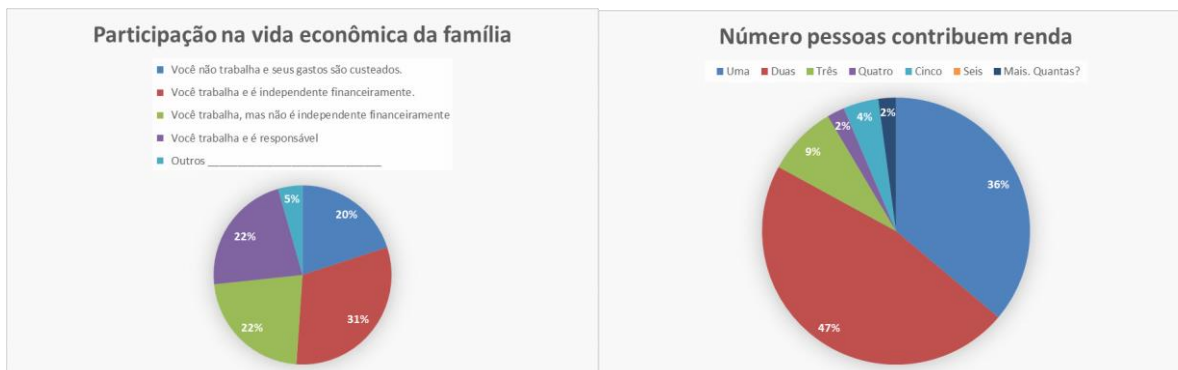 Participação na vida econômica da família
Você não trabalha e seus gastos são custeados.
Você trabalha e é independente financeiramente.
Você trabalha, mas não é independente financeiramente
Você trabalha e é responsável
Outros ______________________________
5%
20%
22%
22%
31%
Número pessoas contribuem renda
Uma Duas Três Quatro Cinco Seis Mais. Quantas?
2%
4%
2%
9%
36%
47%